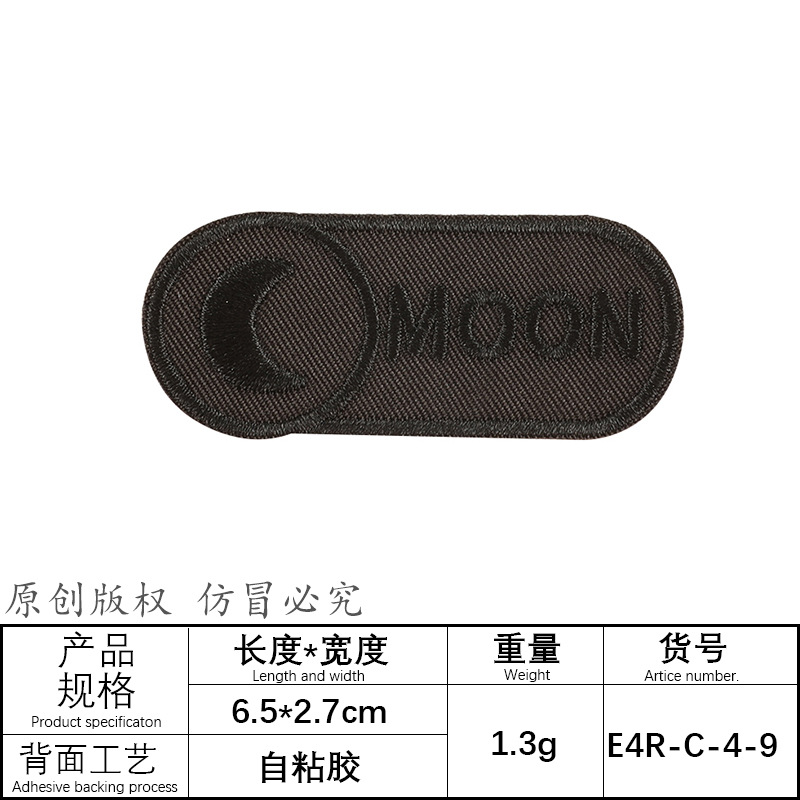 MOON
原创版权 仿冒必究
产品
规格
Product specificaton
长度*宽度
Length and width
重量
Weight
货号
Artice number.
6.5*2.7cm
1.3g
E4R-C-4-9
背面工艺
Adhesive backing process
自粘胶